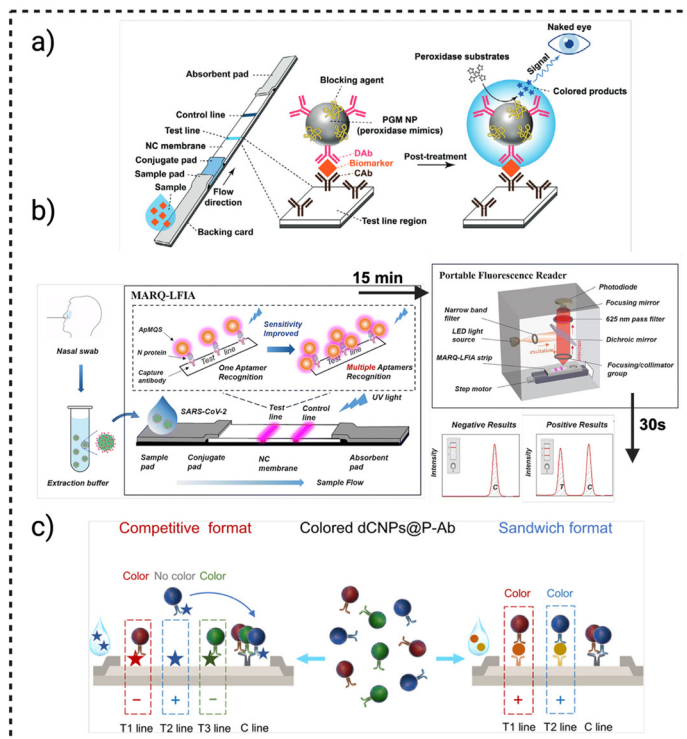 a)
Absorbent pad
Control line
Test line
NC membrane
Conjugate pad
Sample pad
Sample
Flow
direction
Backing card
Blocking agent
PGM NP
(peroxidase mimics)
DAb
Biomarker
CAb
Test line region
Post-treatment
Peroxidase substrates
Signal
Naked eye
Colored products
b)
Nasal swab
Extraction buffer
MARQ-LFIA
ApMQS
N protein
Capture
antibody
Test line
One Aptamer
Recognition
Sensitivity
Improved
Test line
Multiple Aptamers
Recognition
SARS-CoV-2
Test
line
Control
line
UV light
Sample
pad
Conjugate
pad
NC
membrane
Absorbent
pad
Sample Flow
15 min
Portable Fluorescence Reader
Photodiode
Focusing mirror
625 nm pass filter
Dichroic mirror
Focusing/collimator
group
Narrow band
filter
LED light
source
MARQ-LFIA strip
Step motor
excitation
30s
Negative Results
Intensity
C
Positive Results
Intensity
T
C
c)
Competitive format
Colored dCNPs@P-Ab
Sandwich format
Color
No color
Color
Color
Color
−
+
−
+
+
T1 line
T2 line
T3 line
C line
T1 line
T2 line
C line